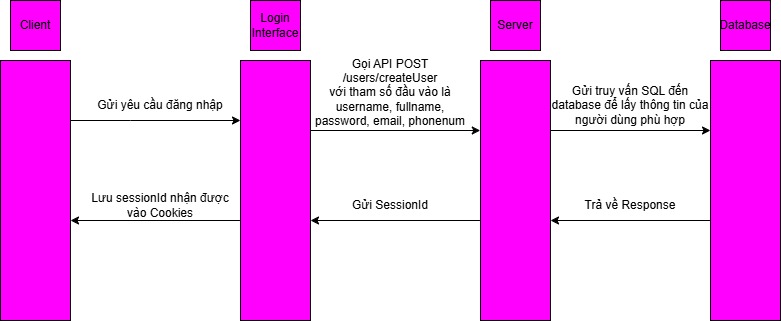 Client
Login
Interface
Server
Database
Gửi yêu cầu đăng nhập
Gọi API POST
/users/createUser
với tham số đầu vào là
username, fullname,
password, email, phonenum
Gửi truy vấn SQL đến
database để lấy thông tin của
người dùng phù hợp
Lưu sessionId nhận được
vào Cookies
Gửi SessionId
Trả về Response